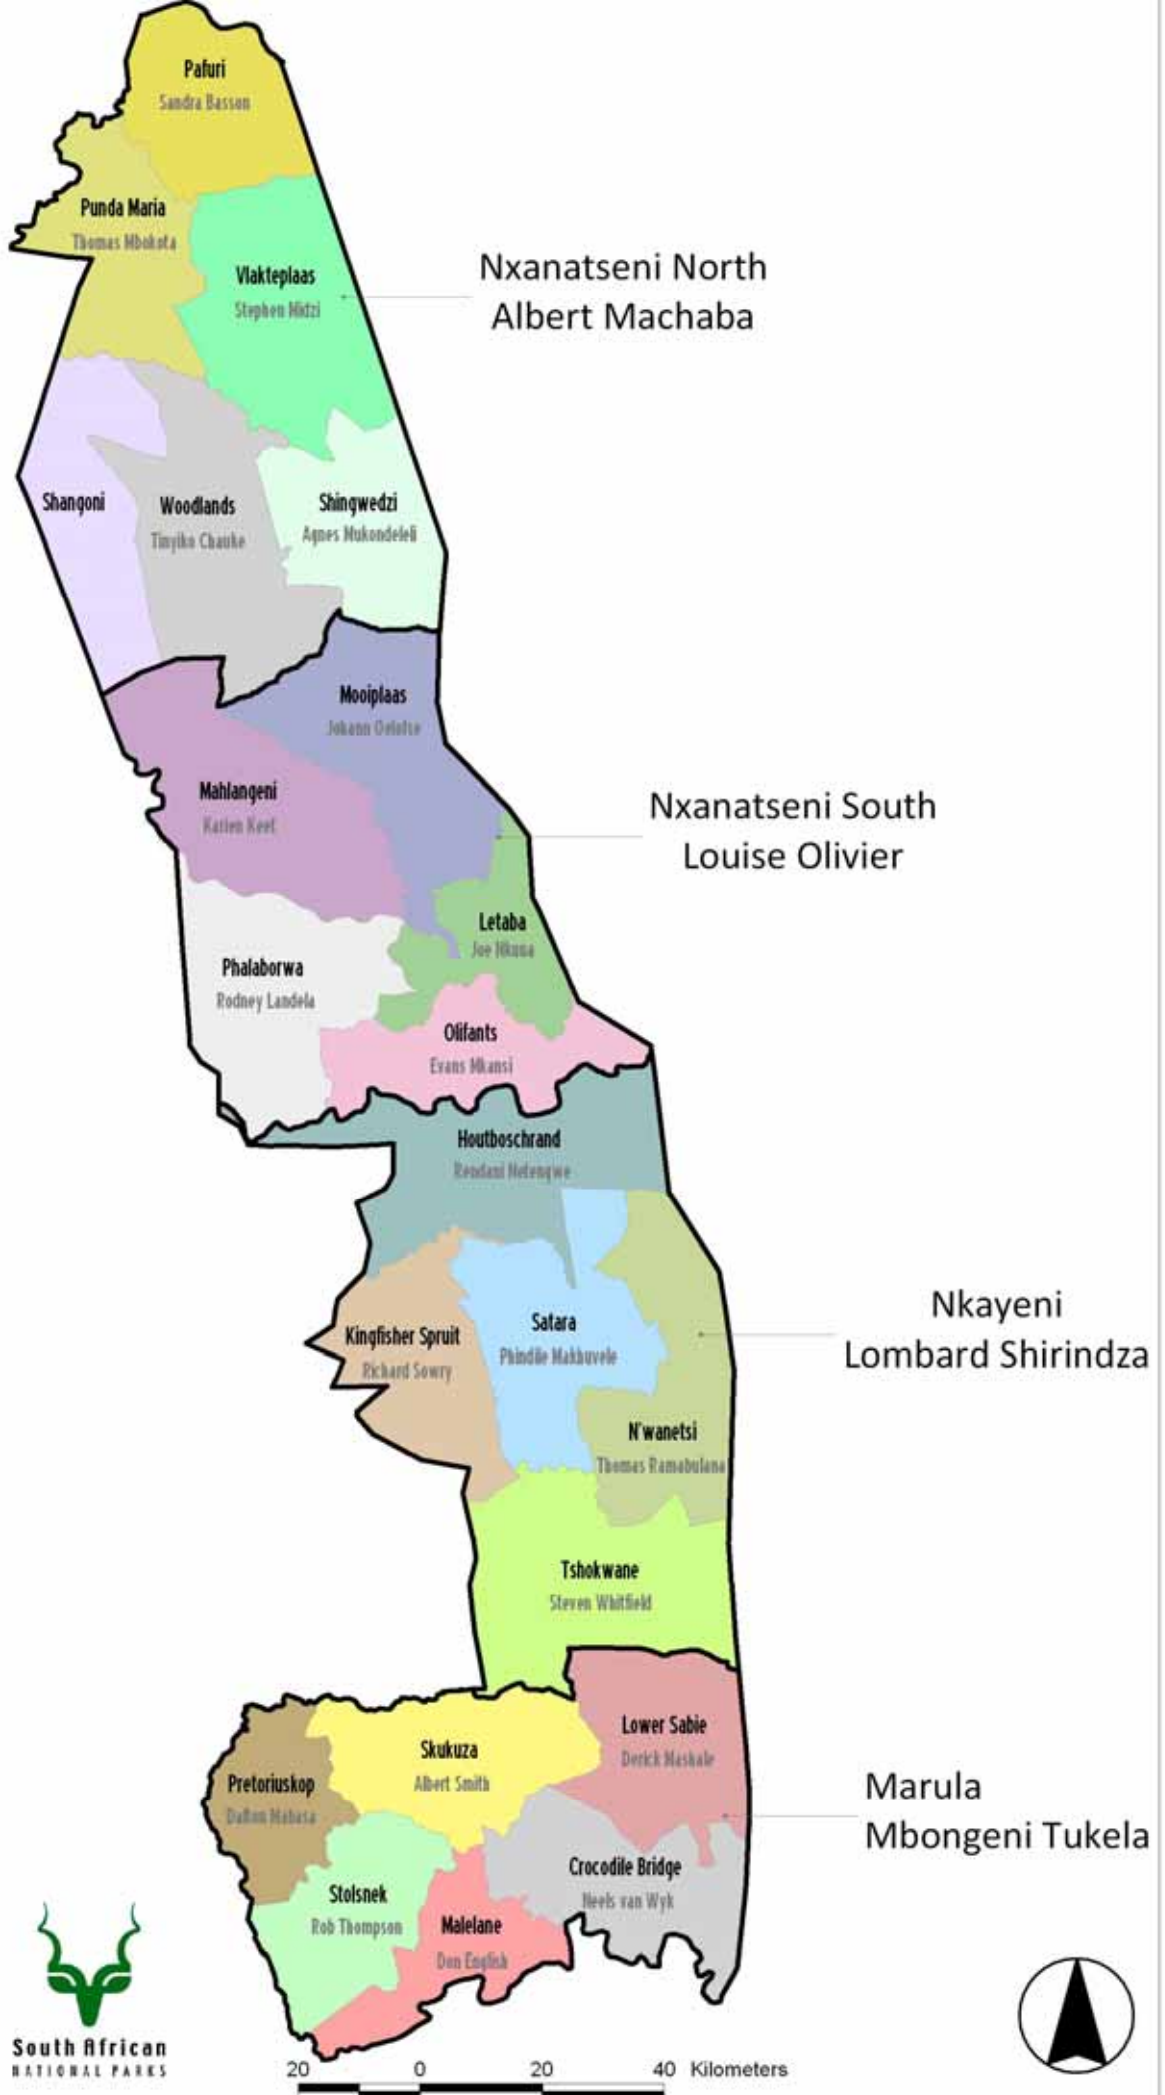 Pafuri
Sandra Basson
Punda Maria
Thomas Mbokota
Vlakteplaas
Stephen Midzi
Nxanatseni North
Albert Machaba
Shangoni
Woodlands
Tinyiko Chauke
Shingwedzi
Agnes Mukondeleli
Mooiplaas
Johann Oelofse
Mahlangeni
Karien Keet
Nxanatseni South
Louise Olivier
Letaba
Joe Nkuna
Phalaborwa
Rodney Landela
Olifants
Evans Mkansi
Houtboschrand
Rendani Netengwe
Nkayeni
Lombard Shirindza
Satara
Phindile Makhuvele
Kingfisher Spruit
Richard Sowry
N'wanetsi
Thomas Ramabulana
Tshokwane
Steven Whitfield
Lower Sabie
Derick Mashale
Skukuza
Albert Smith
Pretoriuskop
Dalton Mabasa
Marula
Mbongeni Tukela
Crocodile Bridge
Neels van Wyk
Stolsnek
Rob Thompson
Malelane
Don English
South African
NATIONAL PARKS
20 0 20 40 Kilometers